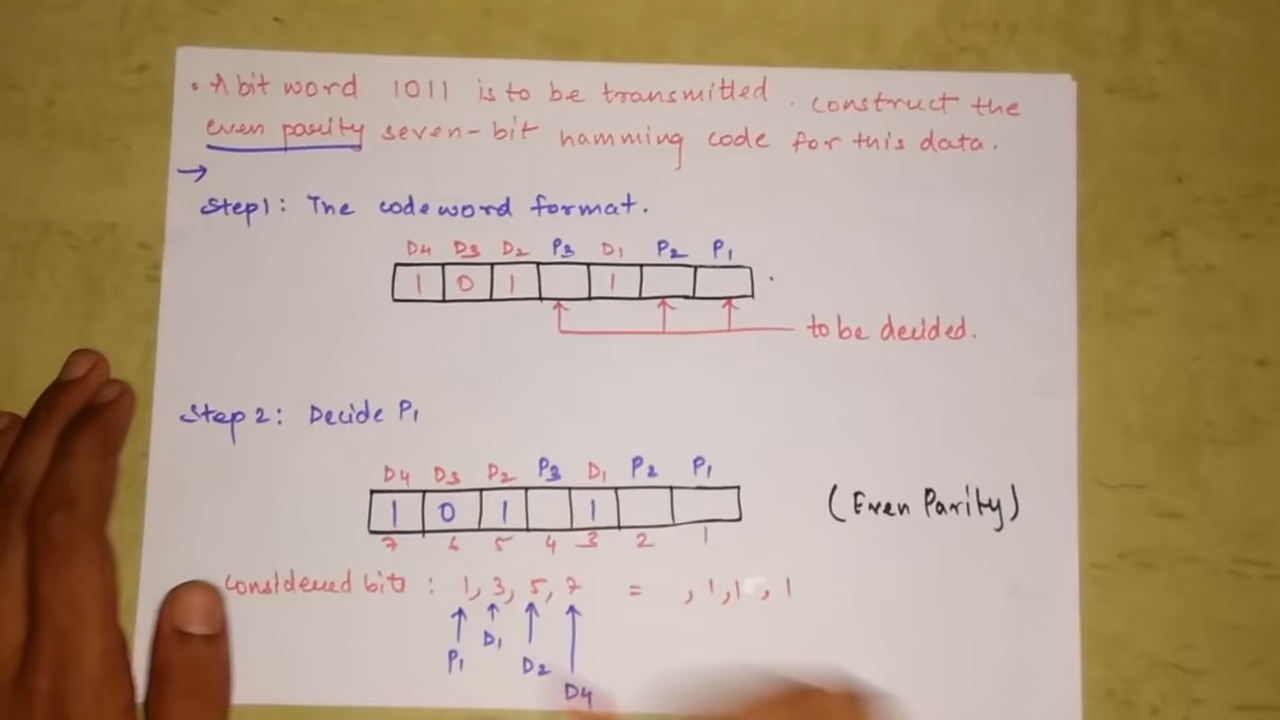 • A bit word 1011 is to be transmitted. construct the
even parity seven-bit hamming code for this data.
→
Step1: The codeword format.
D4 D3 D2 P3 D1 P2 P1
1 0 1 1
to be decided.
Step 2: Decide P1
D4 D3 D2 P3 D1 P2 P1
1 0 1 1
(Even Parity)
7 6 5 4 3 2 1
considered bits : 1, 3, 5, 7 = , 1, 1, 1
P1 D1 D2 D4